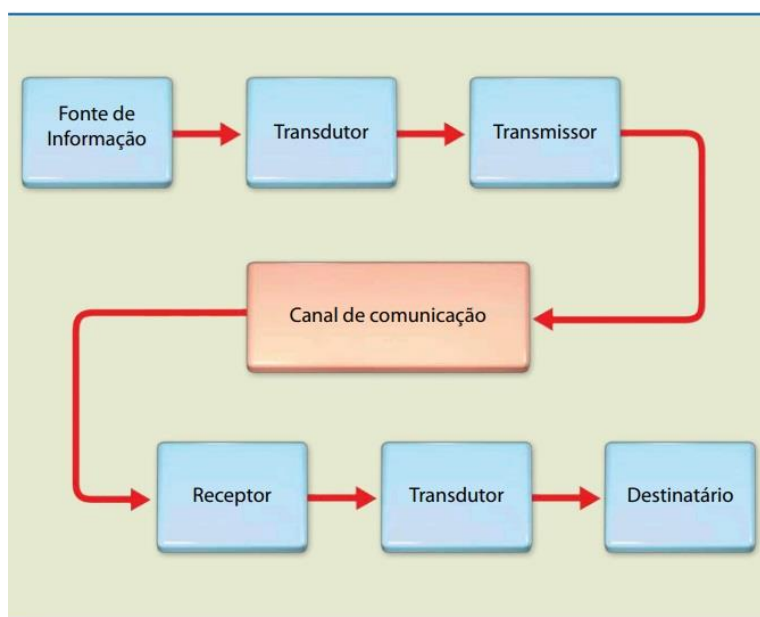 Fonte de
Informação
Transdutor
Transmissor
Canal de comunicação
Receptor
Transdutor
Destinatário